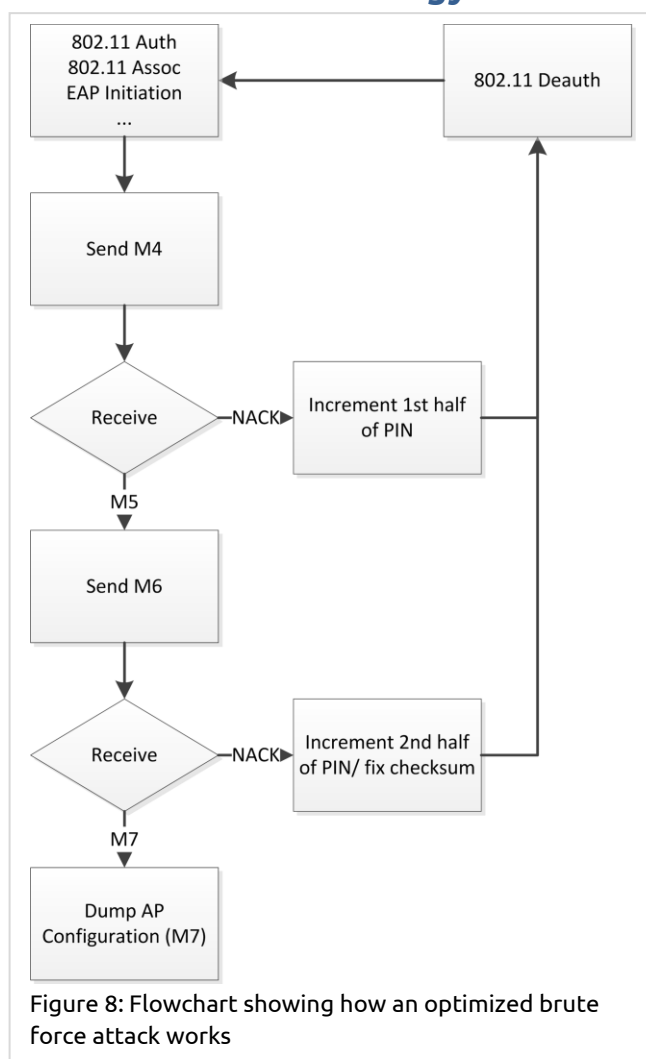 802.11 Auth
802.11 Assoc
EAP Initiation
...
802.11 Deauth
Send M4
Receive
NACK
Increment 1st half
of PIN
M5
Send M6
Receive
NACK
Increment 2nd half
of PIN/ fix checksum
M7
Dump AP
Configuration (M7)
Figure 8: Flowchart showing how an optimized brute
force attack works